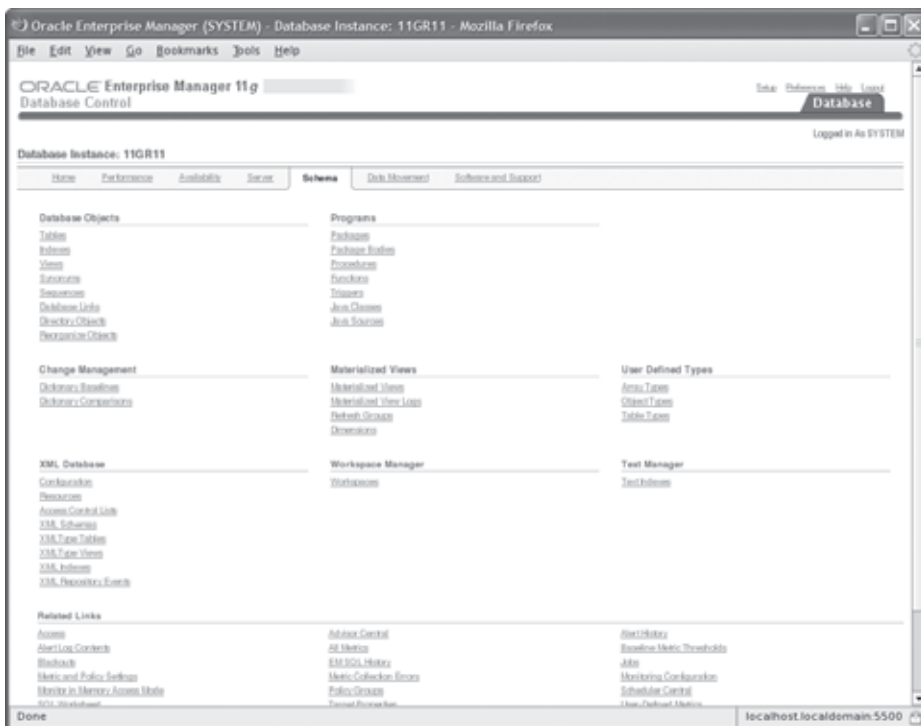 Oracle Enterprise Manager (SYSTEM) - Database Instance: 11GR11 - Mozilla Firefox
File Edit View Go Bookmarks Tools Help
ORACLE Enterprise Manager 11g
Database Control
Setup Preferences Help Logout
Database
Logged in As SYSTEM
Database Instance: 11GR11
Home Performance Availability Server Schema Data Movement Software and Support
Database Objects
Tables
Indexes
Views
Synonyms
Sequences
Database Links
Directory Objects
Reorganize Objects
Programs
Packages
Package Bodies
Procedures
Functions
Triggers
Java Classes
Java Sources
Change Management
Dictionary Baselines
Dictionary Comparisons
Materialized Views
Materialized Views
Materialized View Logs
Refresh Groups
Dimensions
User Defined Types
Array Types
Object Types
Table Types
XML Database
Configuration
Resources
Access Control Lists
XML Schemas
XMLType Tables
XMLType Views
XML Indexes
XML Repository Events
Workspace Manager
Workspaces
Text Manager
Text Indexes
Related Links
Access
Alert Log Contents
Blackouts
Metric and Policy Settings
Monitor in Memory Access Mode
SQL Worksheet
Advisor Central
All Metrics
EM SQL History
Metric Collection Errors
Policy Groups
Target Properties
Alert History
Baseline Metric Thresholds
Jobs
Monitoring Configuration
Scheduler Central
User-Defined Metrics
Done
localhost.localdomain:5500